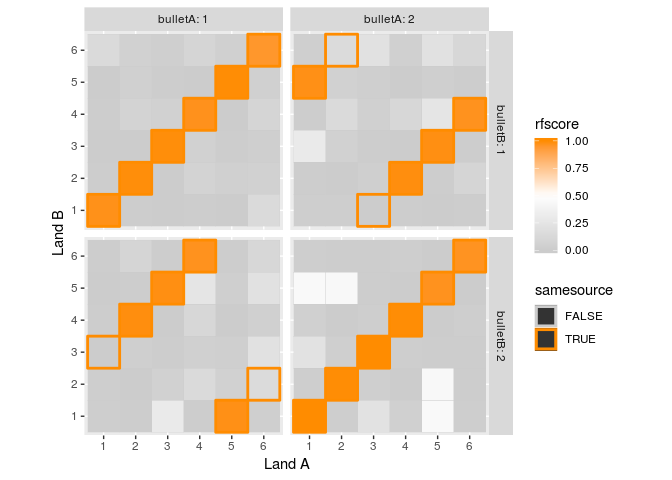 bulletA: 1
bulletA: 2
6
5
4
3
2
1
bulletB: 1
6
5
4
3
2
1
bulletB: 2
Land B
1 2 3 4 5 6
1 2 3 4 5 6
Land A
rfscore
1.00
0.75
0.50
0.25
0.00
samesource
FALSE
TRUE